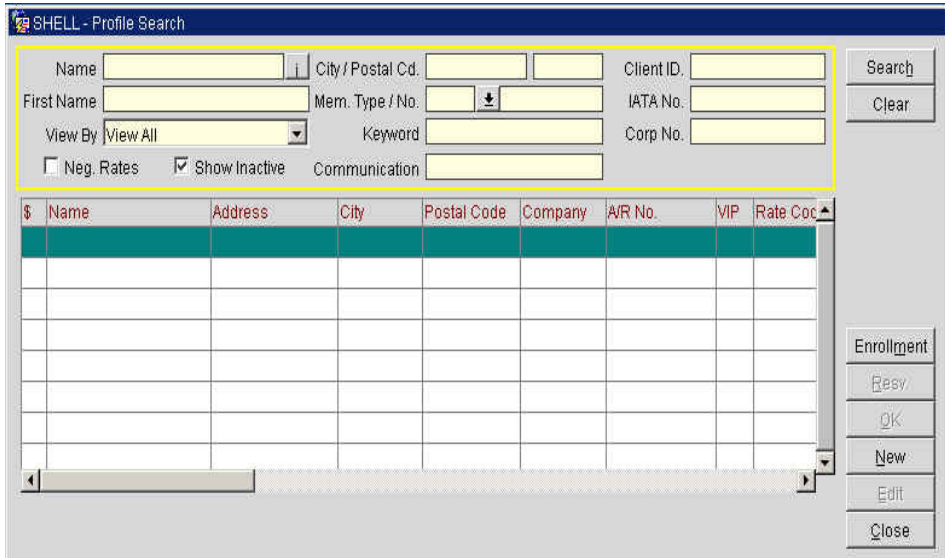 SHELL - Profile Search
Name i City / Postal Cd. Client ID. Search
First Name Mem. Type / No. IATA No. Clear
View By View All Keyword Corp No.
Neg. Rates Show Inactive Communication
$ Name Address City Postal Code Company A/R No. VIP Rate Coc
Enrollment
Resv.
OK
New
Edit
Close